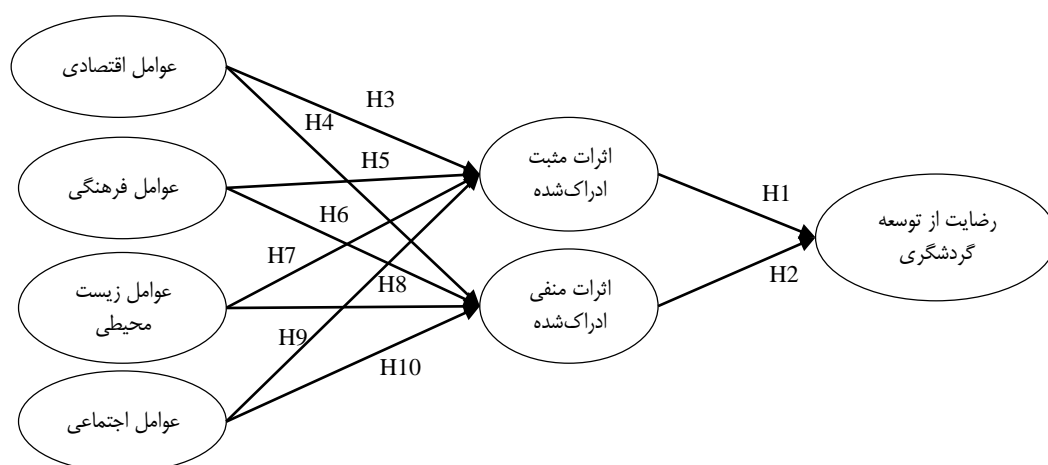 عوامل اقتصادی
عوامل فرهنگی
عوامل زیست
محیطی
عوامل اجتماعی
H3
H4
H5
H6
H7
H8
H9
H10
اثرات مثبت
ادراک‌شده
اثرات منفی
ادراک‌شده
H1
H2
رضایت از توسعه
گردشگری